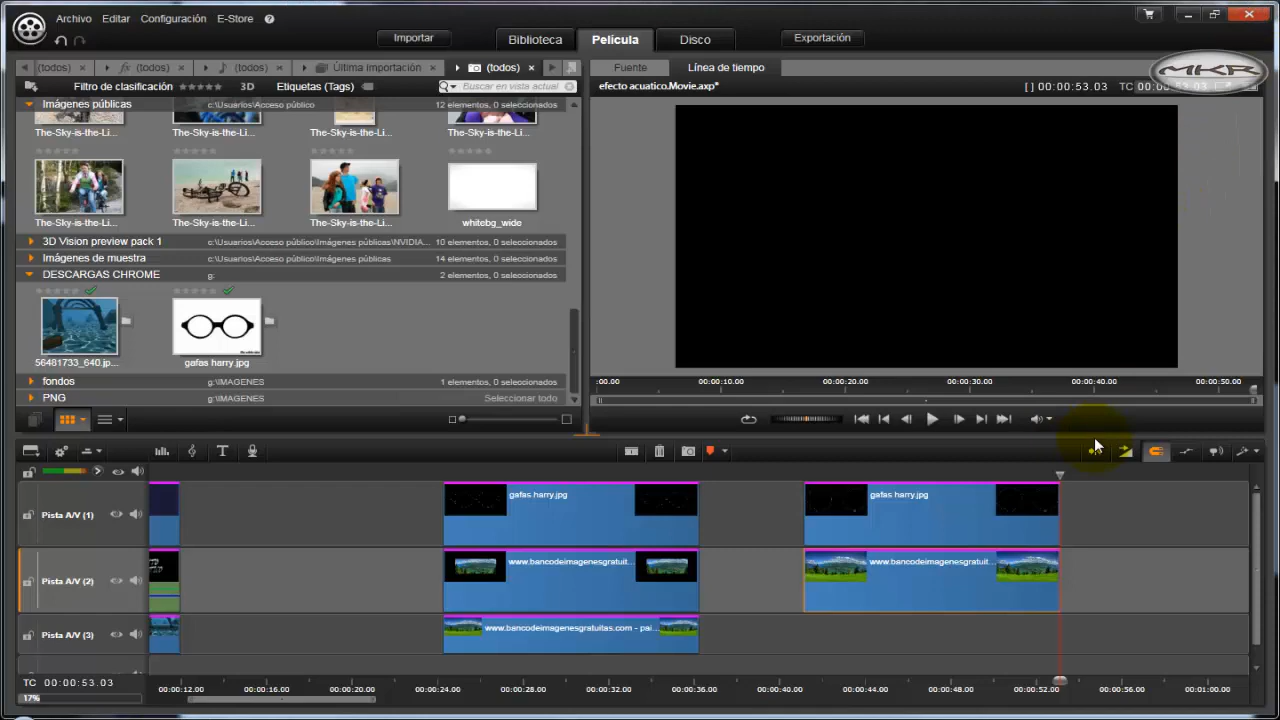 Archivo Editar Configuración E-Store ?
Importar Biblioteca Película Disco Exportación
(todos) fx (todos) (todos) Última importación (todos)
Filtro de clasificación 3D Etiquetas (Tags) Buscar en vista actual
Fuente Línea de tiempo
MKR
efecto acuatico.Movie.axp* [ ] 00:00:53.03 TC
Imágenes públicas c:\Usuarios\Acceso público 12 elementos, 0 seleccionados
The-Sky-is-the-Li... The-Sky-is-the-Li... The-Sky-is-the-Li... The-Sky-is-the-Li...
The-Sky-is-the-Li... The-Sky-is-the-Li... The-Sky-is-the-Li... whitebg_wide
3D Vision preview pack 1 c:\Usuarios\Acceso público\Imágenes públicas\NVIDIA... 10 elementos, 0 seleccionados
Imágenes de muestra c:\Usuarios\Acceso público\Imágenes públicas 14 elementos, 0 seleccionados
DESCARGAS CHROME g: 2 elementos, 0 seleccionados
56481733_640.jp... gafas harry.jpg
fondos g:\IMAGENES 1 elementos, 0 seleccionados
PNG g:\IMAGENES Seleccionar todo
:00.00 00:00:10.00 00:00:20.00 00:00:30.00 00:00:40.00 00:00:50.00
Pista A/V (1) gafas harry.jpg gafas harry.jpg
Pista A/V (2) www.bancodeimagenesgratuit... www.bancodeimagenesgratuit...
Pista A/V (3) www.bancodeimagenesgratuitas.com - pai...
TC 00:00:53.03
17%
00:00:12.00 00:00:16.00 00:00:20.00 00:00:24.00 00:00:28.00 00:00:32.00 00:00:36.00 00:00:40.00 00:00:44.00 00:00:48.00 00:00:52.00 00:00:56.00 00:01:00.00